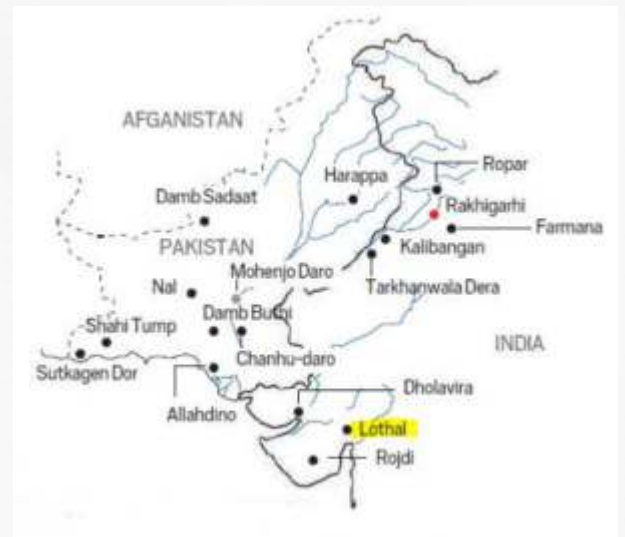 AFGANISTAN
Ropar
Harappa
Damb Sadaat
Rakhigarhi
Farmana
PAKISTAN
Kalibangan
Mohenjo Daro
Nal
Tarkhanwala Dera
Damb Buthi
Shahi Tump
INDIA
Chanhu-daro
Sutkagen Dor
Dholavira
Allahdino
Lothal
Rojdi